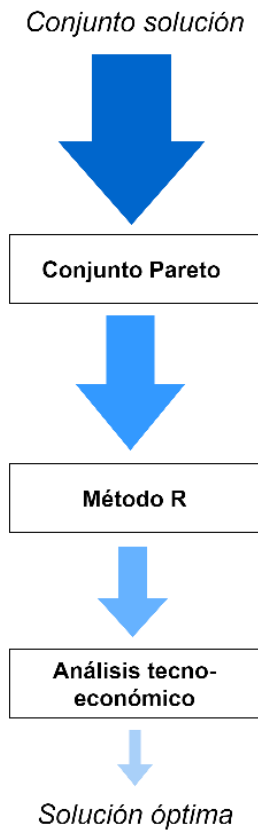 Conjunto solución
Conjunto Pareto
Método R
Análisis tecno-
económico
Solución óptima